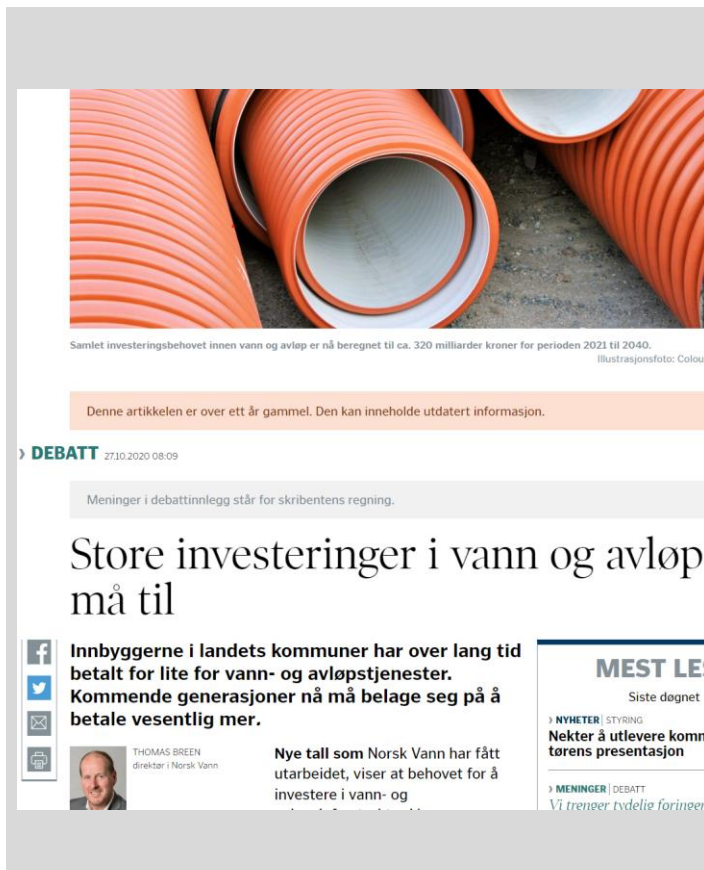 Samlet investeringsbehovet innen vann og avløp er nå beregnet til ca. 320 milliarder kroner for perioden 2021 til 2040.
Illustrasjonsfoto:
Denne artikkelen er over ett år gammel. Den kan inneholde utdatert informasjon.
› DEBATT 27.10.2020 08:09
Meninger i debattinnlegg står for skribentens regning.
Store investeringer i vann og avløp
må til
Innbyggerne i landets kommuner har over lang tid
betalt for lite for vann- og avløpstjenester.
Kommende generasjoner nå må belage seg på å
betale vesentlig mer.
THOMAS BREEN
direktør i Norsk Vann
Nye tall som Norsk Vann har fått
utarbeidet, viser at behovet for å
investere i vann- og
MEST
Siste døgnet
› NYHETER | STYRING
Nekter å utlevere
tørens presentasjon
› MENINGER | DEBATT
Vi trenger tydelig